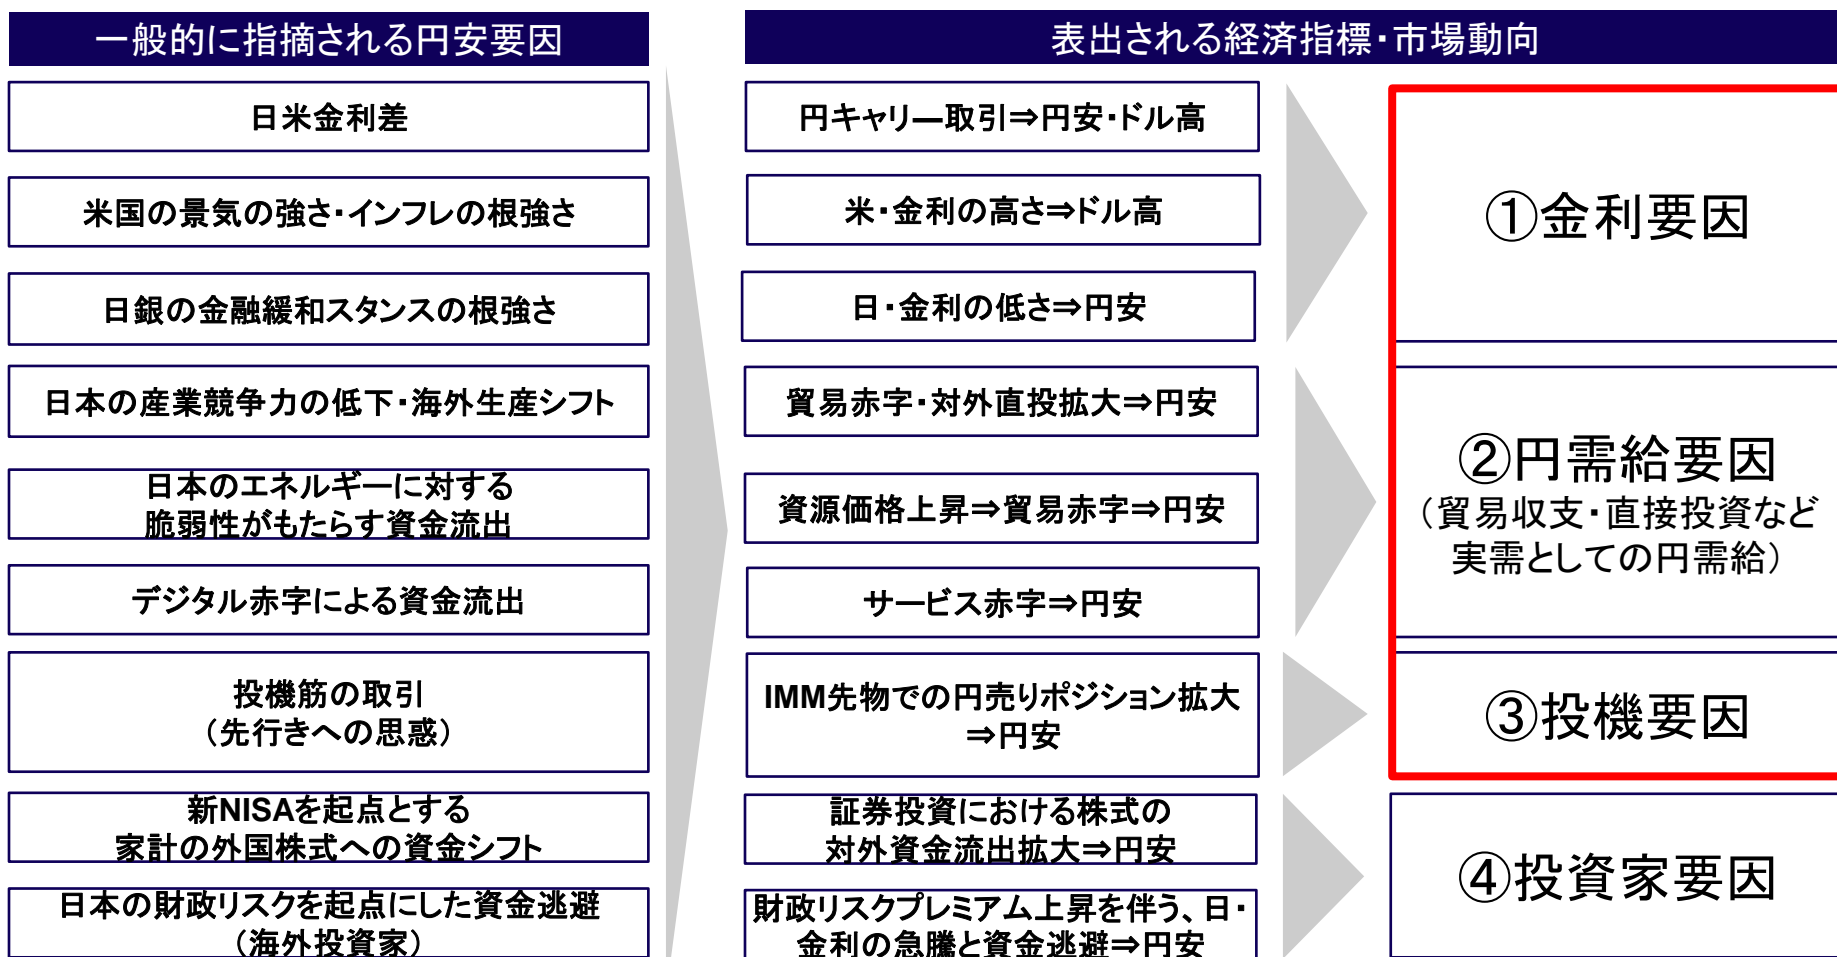 一般的に指摘される円安要因
表出される経済指標・市場動向
日米金利差
円キャリー取引⇒円安・ドル高
米国の景気の強さ・インフレの根強さ
米・金利の高さ⇒ドル高
日銀の金融緩和スタンスの根強さ
日・金利の低さ⇒円安
①金利要因
日本の産業競争力の低下・海外生産シフト
貿易赤字・対外直投拡大⇒円安
日本のエネルギーに対する
脆弱性がもたらす資金流出
資源価格上昇⇒貿易赤字⇒円安
デジタル赤字による資金流出
サービス赤字⇒円安
②円需給要因
（貿易収支・直接投資など
実需としての円需給）
投機筋の取引
（先行きへの思惑）
IMM先物での円売りポジション拡大
⇒円安
③投機要因
新NISAを起点とする
家計の外国株式への資金シフト
証券投資における株式の
対外資金流出拡大⇒円安
日本の財政リスクを起点にした資金逃避
（海外投資家）
財政リスクプレミアム上昇を伴う、日・
金利の急騰と資金逃避⇒円安
④投資家要因